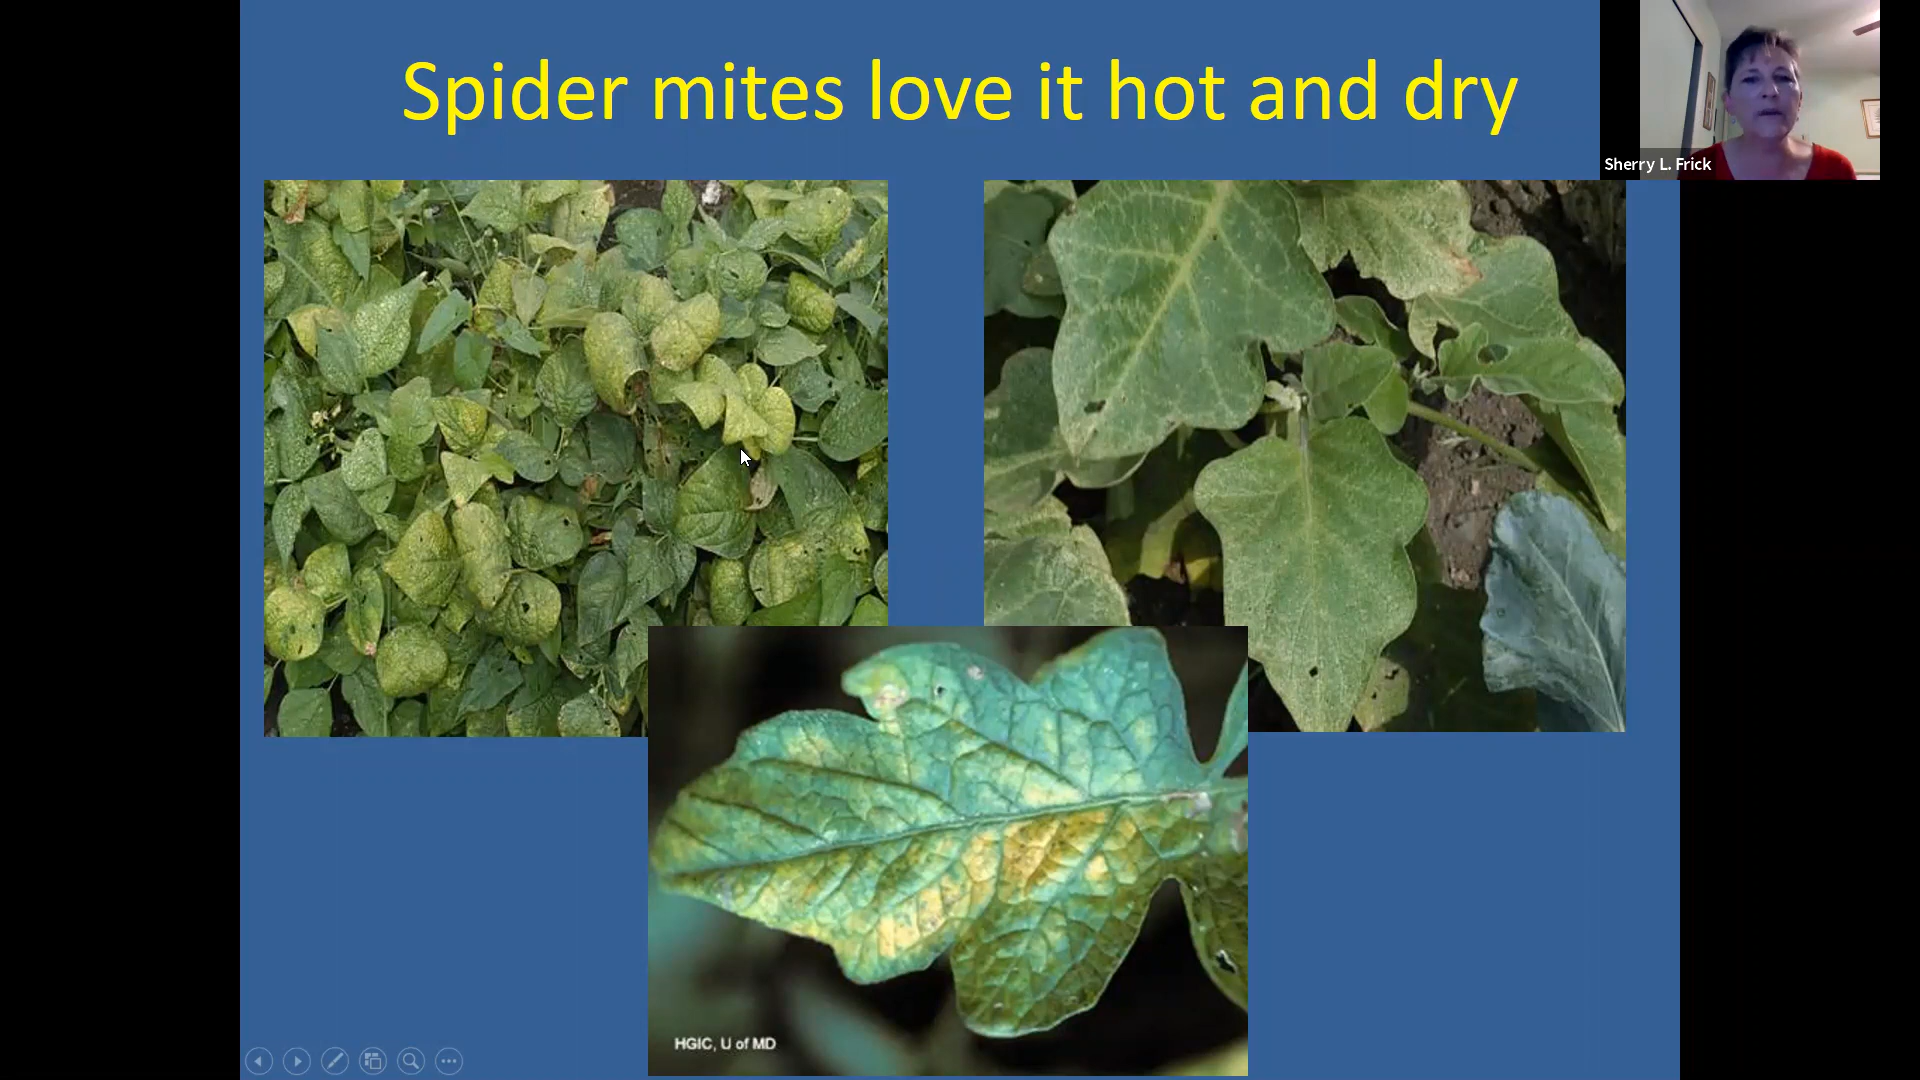 Spider mites love it hot and dry
Sherry L. Frick
HGIC, U of MD